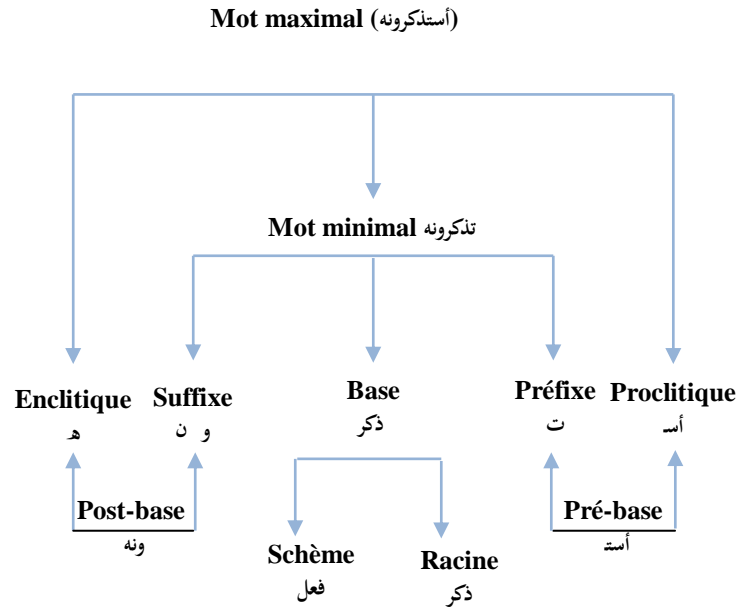 Mot maximal (أستذكرونه)
Mot minimal تذكرونه
Enclitique Suffixe Base Préfixe Proclitique
ه و ن ذكر ت أسـ
Post-base Pré-base
ونه أستـ
Schème Racine
فعل ذكر